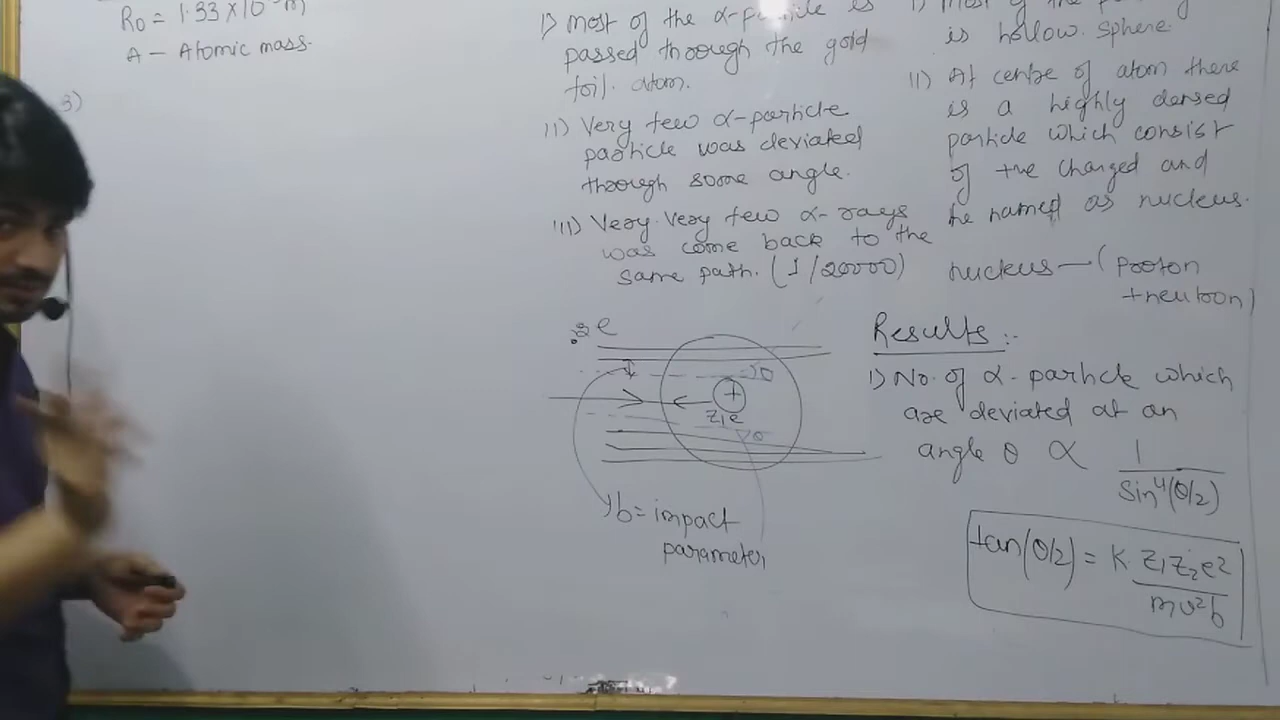 R₀ = 1.33 × 10 m
A — Atomic mass.
3)
I) Most of the α-particle is
passed through the gold
foil atom.
II) Very few α-particle
particle was deviated
through some angle.
III) Very very few α-rays
was come back to the
same path. (1/20000)
I) Most of the
is hollow sphere
II) At centre of atom there
is a highly densed
particle which consist
of +ve charged and
he named as nucleus.
nucleus — (proton
+neutron)
e
θ
+
Z₁e
θ
b = impact
parameter
Results :-
I) No. of α-particle which
are deviated at an
angle θ ∝ 1 / sin⁴(θ/2)
tan(θ/2) = K Z₁Z₂e² / mv²b